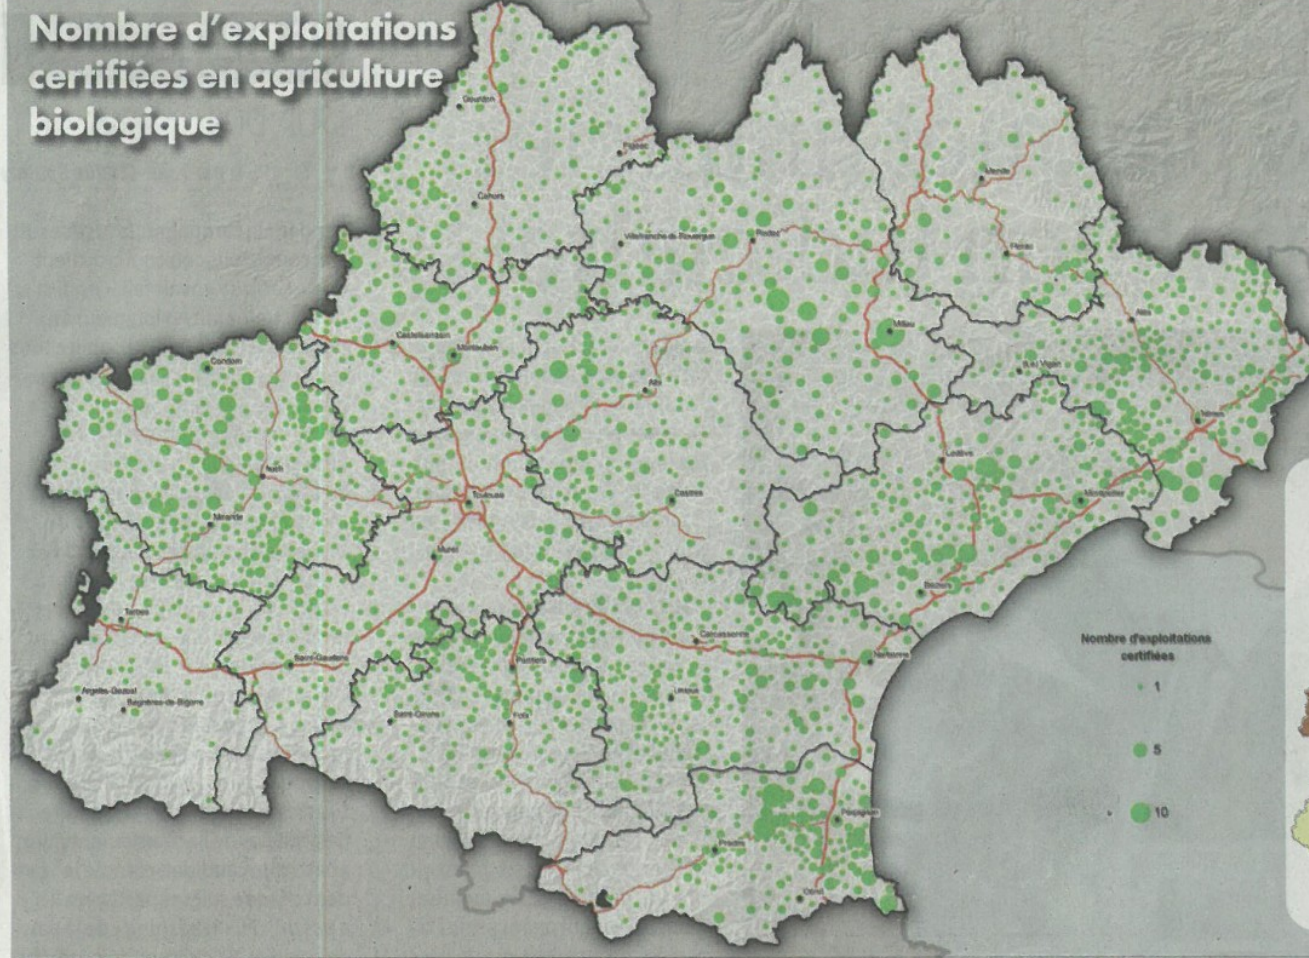 Nombre d'exploitations
certifiées en agriculture
biologique
Gourdon
Figeac
Cahors
Mende
Villefranche-de-Rouergue
Rodez
Florac
Millau
Alès
Castelsarrasin
Montauban
Condom
(Le) Vigan
Albi
Nîmes
Lodève
Auch
Castres
Toulouse
Montpellier
Mirande
Muret
Béziers
Tarbes
Carcassonne
Narbonne
Saint-Gaudens
Pamiers
Argelès-Gazost
Bagnères-de-Bigorre
Limoux
Saint-Girons
Foix
Perpignan
Prades
Céret
Nombre d'exploitations
certifiées
1
5
10